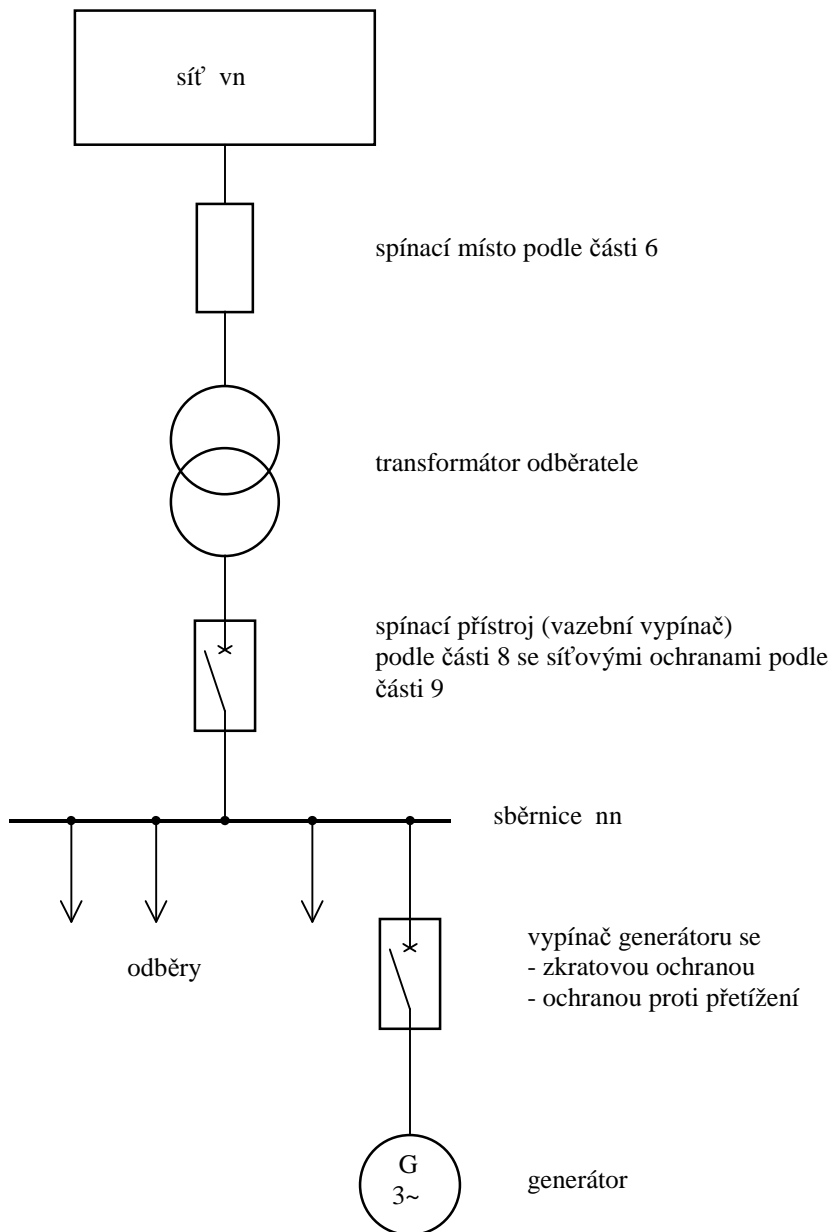 síť vn
spínací místo podle části 6
transformátor odběratele
spínací přístroj (vazební vypínač)
podle části 8 se síťovými ochranami podle
části 9
sběrnice nn
odběry
vypínač generátoru se
- zkratovou ochranou
- ochranou proti přetížení
G
3~
generátor